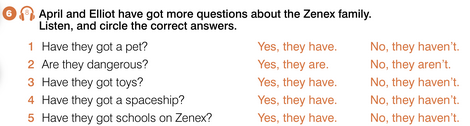 6 April and Elliot have got more questions about the Zenex family.
Listen, and circle the correct answers.
1 Have they got a pet? Yes, they have. No, they haven't.
2 Are they dangerous? Yes, they are. No, they aren't.
3 Have they got toys? Yes, they have. No, they haven't.
4 Have they got a spaceship? Yes, they have. No, they haven't.
5 Have they got schools on Zenex? Yes, they have. No, they haven't.